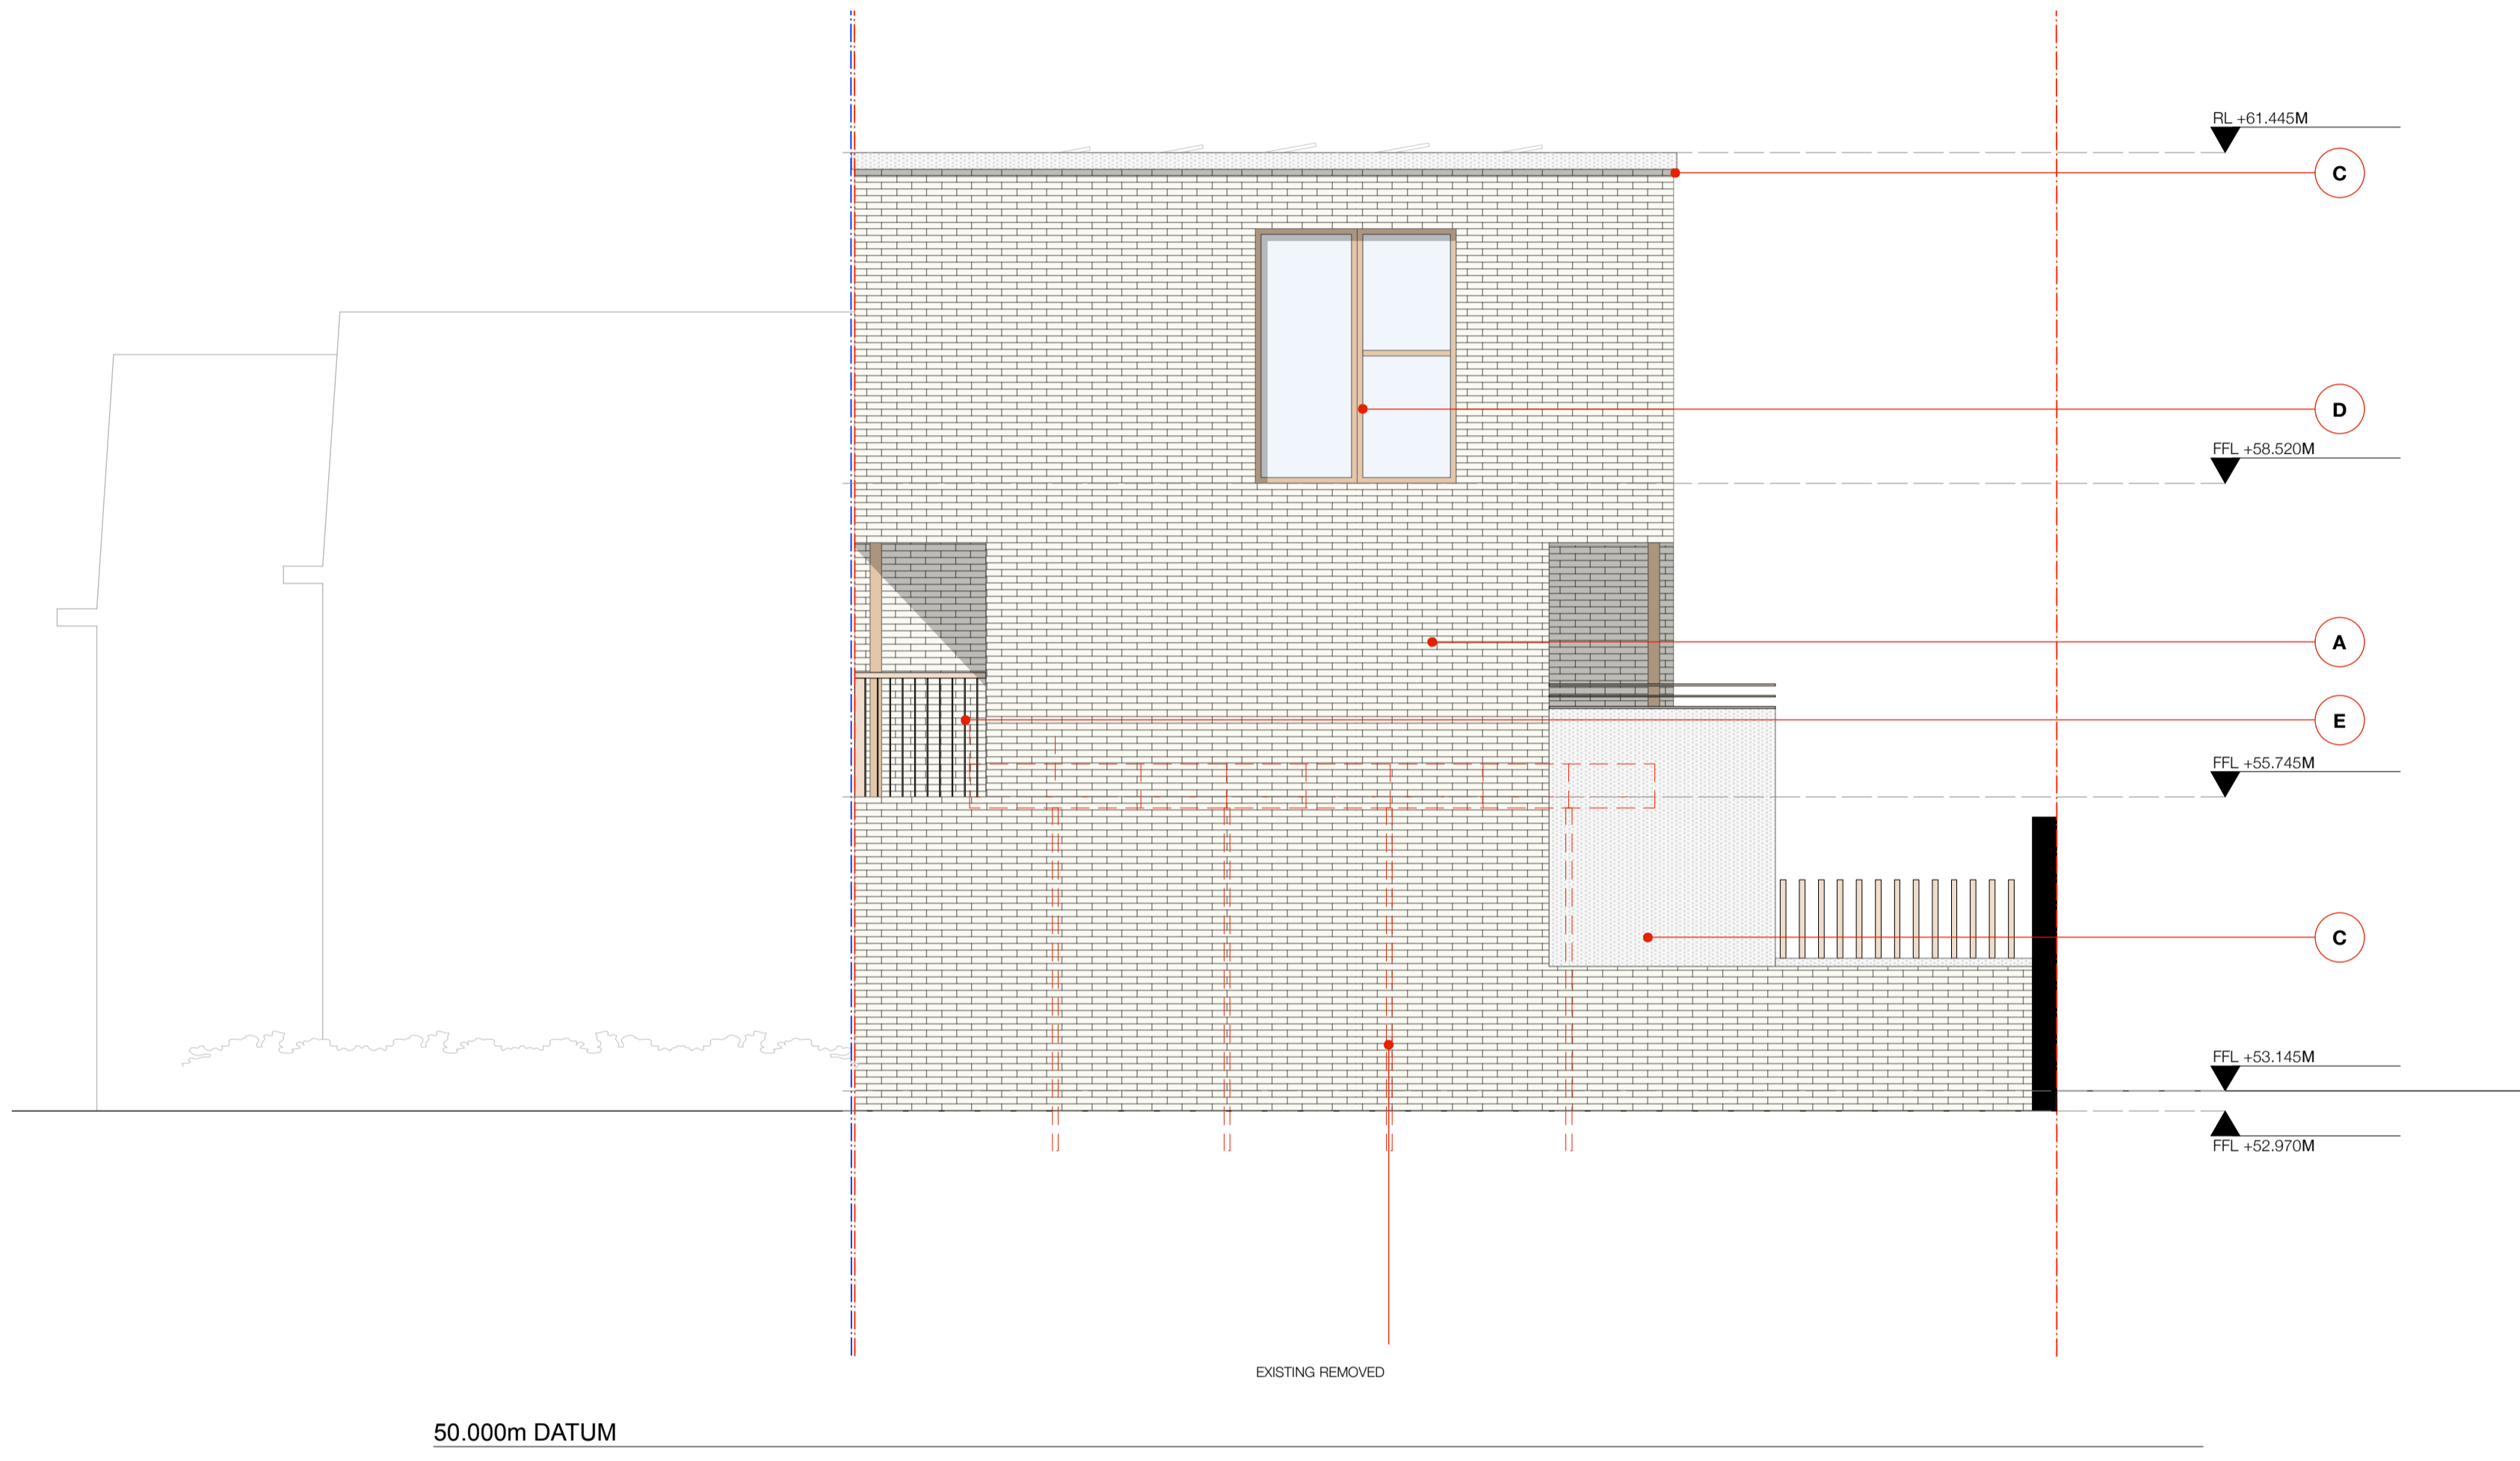 RL +61.445M
C
D
FFL +58.520M
A
E
FFL +55.745M
C
FFL +53.145M
FFL +52.970M
EXISTING REMOVED
50.000m DATUM